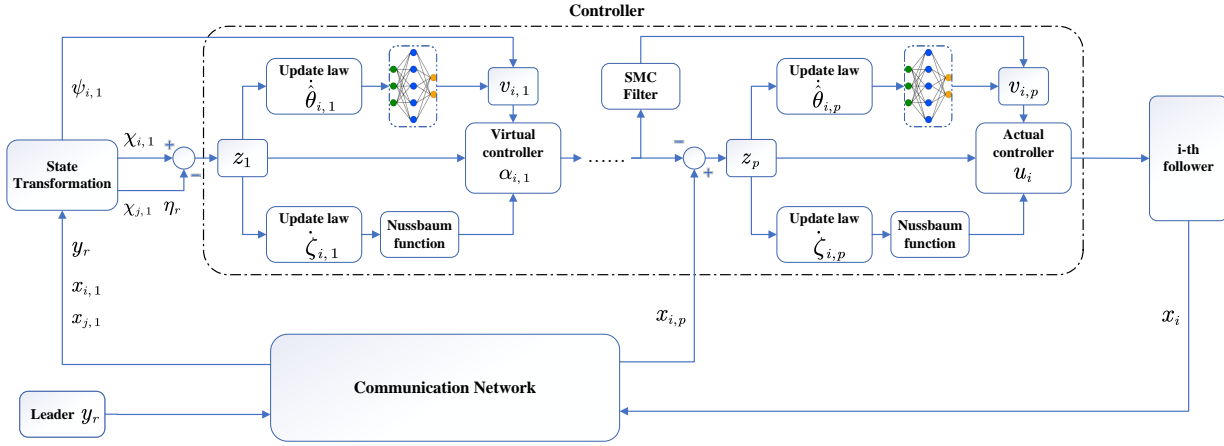 Controller
ψ_{i,1}
Update law
\dot{\hat{θ}}_{i,1}
v_{i,1}
SMC
Filter
Update law
\dot{\hat{θ}}_{i,p}
v_{i,p}
χ_{i,1}
+
−
State
Transformation
χ_{j,1} η_r
z_1
Virtual
controller
α_{i,1}
......
−
+
z_p
Actual
controller
u_i
i-th
follower
Update law
\dot{ζ}_{i,1}
Nussbaum
function
Update law
\dot{ζ}_{i,p}
Nussbaum
function
y_r
x_{i,1}
x_{j,1}
x_{i,p}
x_i
Communication Network
Leader y_r